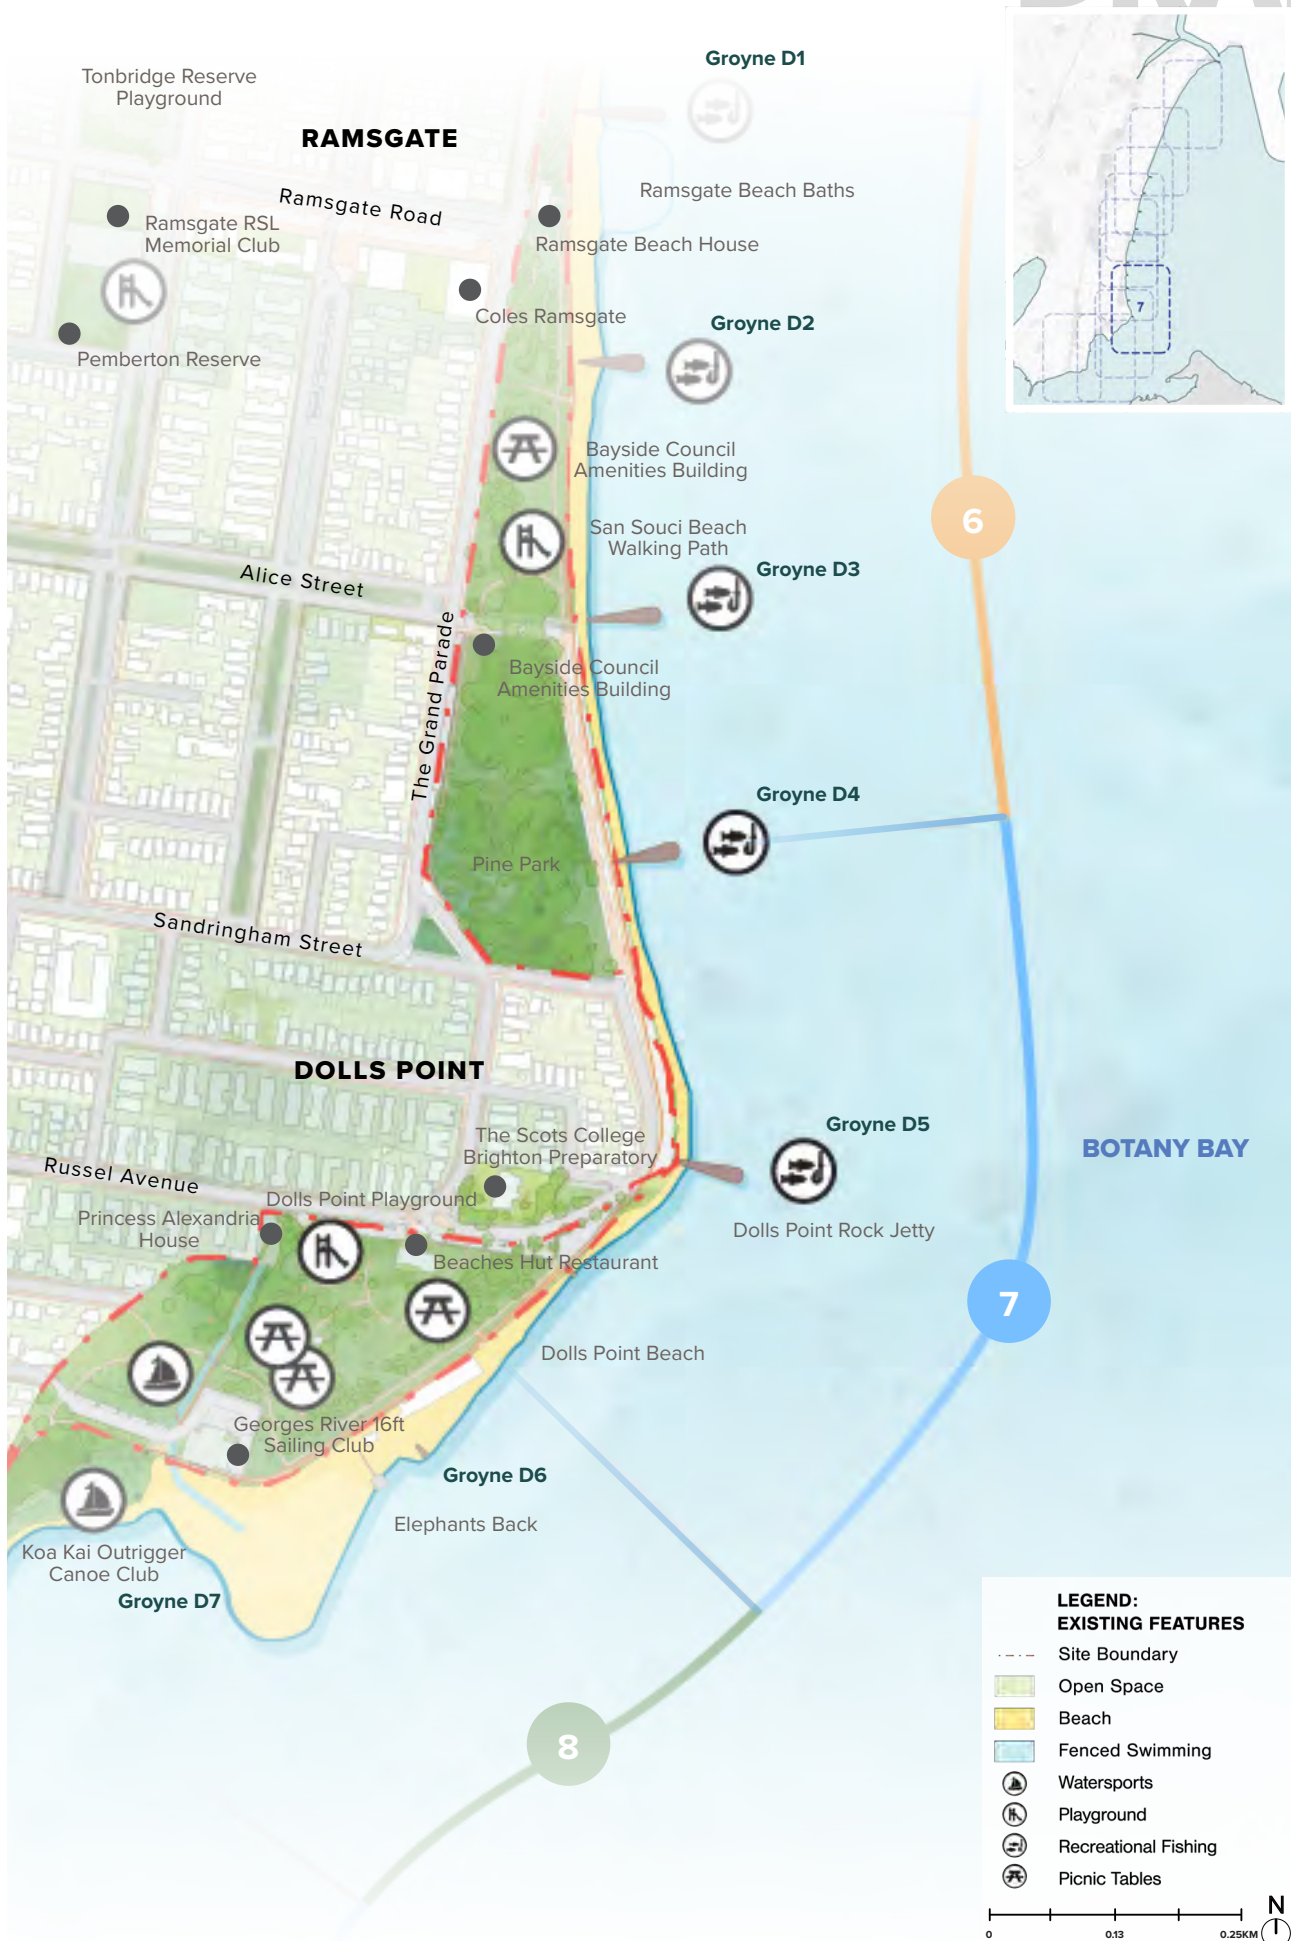 Groyne D1
Tonbridge Reserve
Playground
RAMSGATE
Ramsgate Road
Ramsgate Beach Baths
Ramsgate RSL
Memorial Club
Ramsgate Beach House
Coles Ramsgate
Groyne D2
Pemberton Reserve
7
Bayside Council
Amenities Building
6
San Souci Beach
Walking Path
Groyne D3
Alice Street
The Grand Parade
Bayside Council
Amenities Building
Groyne D4
Pine Park
Sandringham Street
DOLLS POINT
Groyne D5
The Scots College
Brighton Preparatory
BOTANY BAY
Russel Avenue
Dolls Point Playground
Princess Alexandria
House
Dolls Point Rock Jetty
Beaches Hut Restaurant
7
Dolls Point Beach
Georges River 16ft
Sailing Club
Groyne D6
Elephants Back
Koa Kai Outrigger
Canoe Club
Groyne D7
8
LEGEND:
EXISTING FEATURES
Site Boundary
Open Space
Beach
Fenced Swimming
Watersports
Playground
Recreational Fishing
Picnic Tables
N
0 0.13 0.25KM